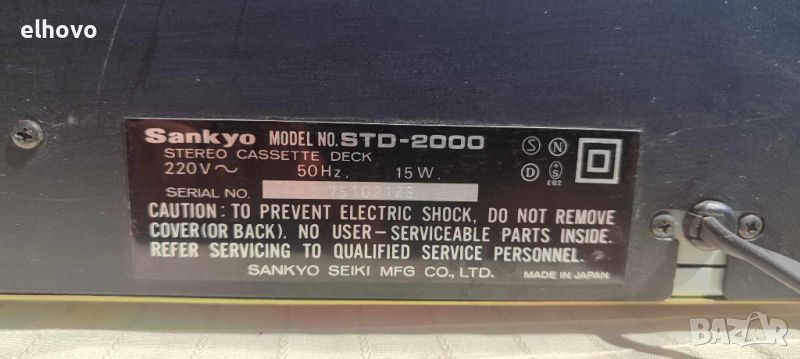 elhovo
Sankyo MODEL NO. STD-2000
STEREO CASSETTE DECK
220V～ 50Hz, 15W,
SERIAL NO. 75102123
CAUTION: TO PREVENT ELECTRIC SHOCK, DO NOT REMOVE
COVER (OR BACK). NO USER-SERVICEABLE PARTS INSIDE.
REFER SERVICING TO QUALIFIED SERVICE PERSONNEL.
SANKYO SEIKI MFG CO., LTD. MADE IN JAPAN
S N
D +S
E82
BAZAR